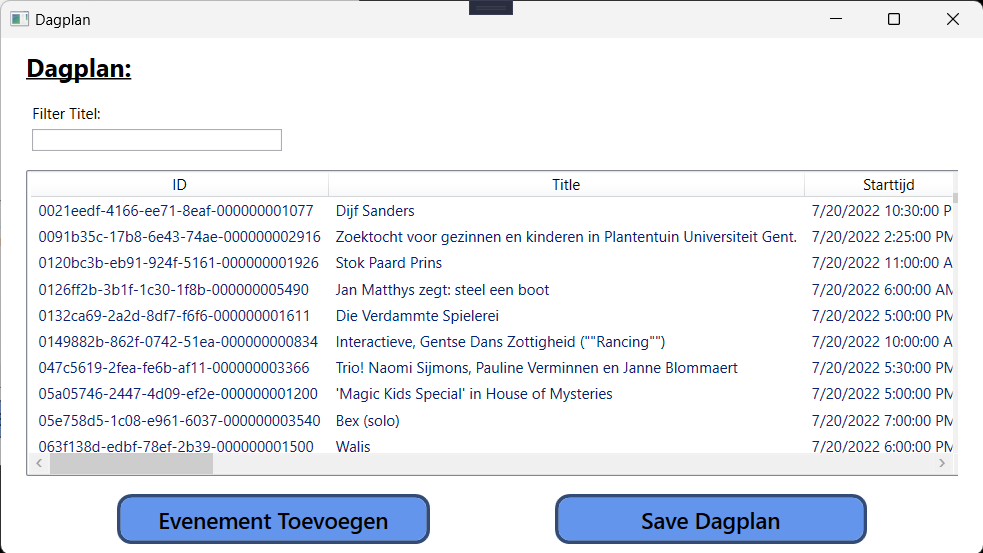 Dagplan
Dagplan:
Filter Titel:
ID Title Starttijd
0021eedf-4166-ee71-8eaf-000000001077 Dijf Sanders 7/20/2022 10:30:00 P
0091b35c-17b8-6e43-74ae-000000002916 Zoektocht voor gezinnen en kinderen in Plantentuin Universiteit Gent. 7/20/2022 2:25:00 PM
0120bc3b-eb91-924f-5161-000000001926 Stok Paard Prins 7/20/2022 11:00:00 A
0126ff2b-3b1f-1c30-1f8b-000000005490 Jan Matthys zegt: steel een boot 7/20/2022 6:00:00 AM
0132ca69-2a2d-8df7-f6f6-000000001611 Die Verdammte Spielerei 7/20/2022 5:00:00 PM
0149882b-862f-0742-51ea-000000000834 Interactieve, Gentse Dans Zottigheid (""Rancing"") 7/20/2022 10:00:00 A
047c5619-2fea-fe6b-af11-000000003366 Trio! Naomi Sijmons, Pauline Verminnen en Janne Blommaert 7/20/2022 5:30:00 PM
05a05746-2447-4d09-ef2e-000000001200 'Magic Kids Special' in House of Mysteries 7/20/2022 5:00:00 PM
05e758d5-1c08-e961-6037-000000003540 Bex (solo) 7/20/2022 7:00:00 PM
063f138d-edbf-78ef-2b39-000000001500 Walis 7/20/2022 6:00:00 PM
Evenement Toevoegen Save Dagplan